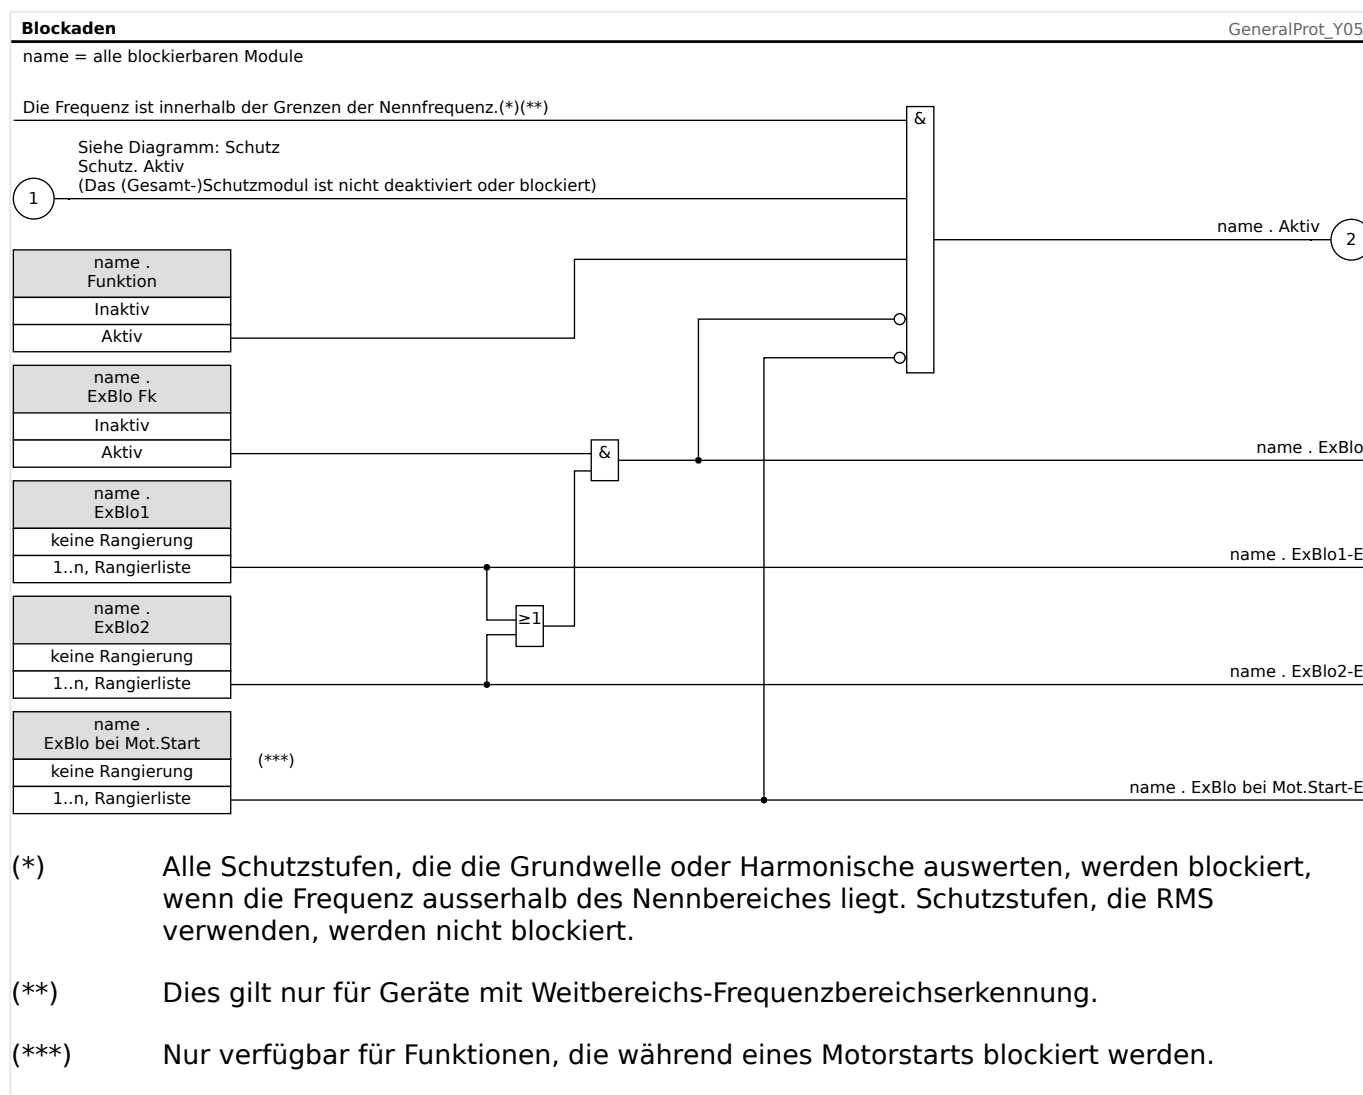 Blockaden
GeneralProt_Y05
name = alle blockierbaren Module
Die Frequenz ist innerhalb der Grenzen der Nennfrequenz.(*)(**)
&
Siehe Diagramm: Schutz
Schutz. Aktiv
(Das (Gesamt-)Schutzmodul ist nicht deaktiviert oder blockiert)
1
name . Aktiv
2
name .
Funktion
Inaktiv
Aktiv
name .
ExBlo Fk
Inaktiv
Aktiv
&
name . ExBlo
name .
ExBlo1
keine Rangierung
1..n, Rangierliste
name . ExBlo1-E
≥1
name .
ExBlo2
keine Rangierung
1..n, Rangierliste
name . ExBlo2-E
name .
ExBlo bei Mot.Start
keine Rangierung
1..n, Rangierliste
(***)
name . ExBlo bei Mot.Start-E
(*) Alle Schutzstufen, die die Grundwelle oder Harmonische auswerten, werden blockiert,
wenn die Frequenz ausserhalb des Nennbereiches liegt. Schutzstufen, die RMS
verwenden, werden nicht blockiert.
(**) Dies gilt nur für Geräte mit Weitbereichs-Frequenzbereichserkennung.
(***) Nur verfügbar für Funktionen, die während eines Motorstarts blockiert werden.